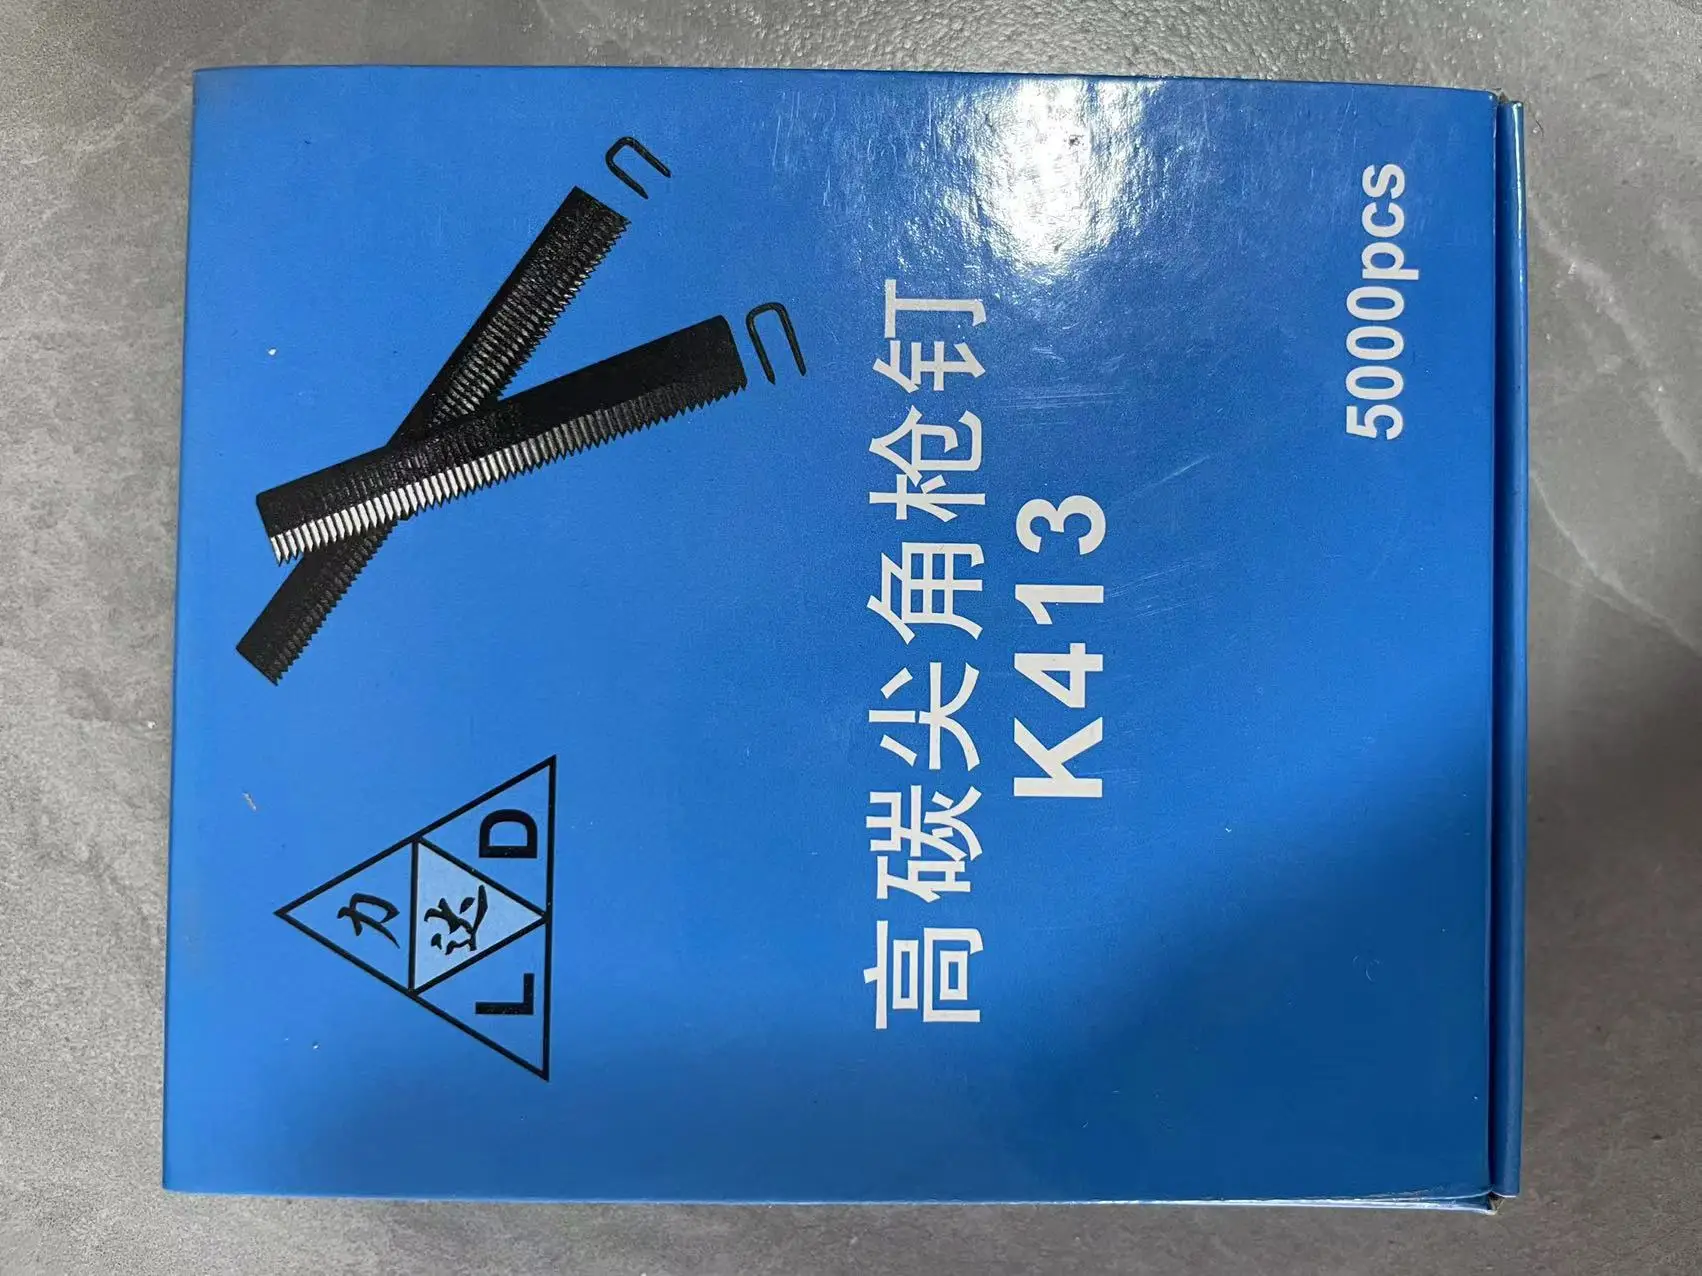 力
达
L D
高碳尖角枪钉
K413
5000pcs